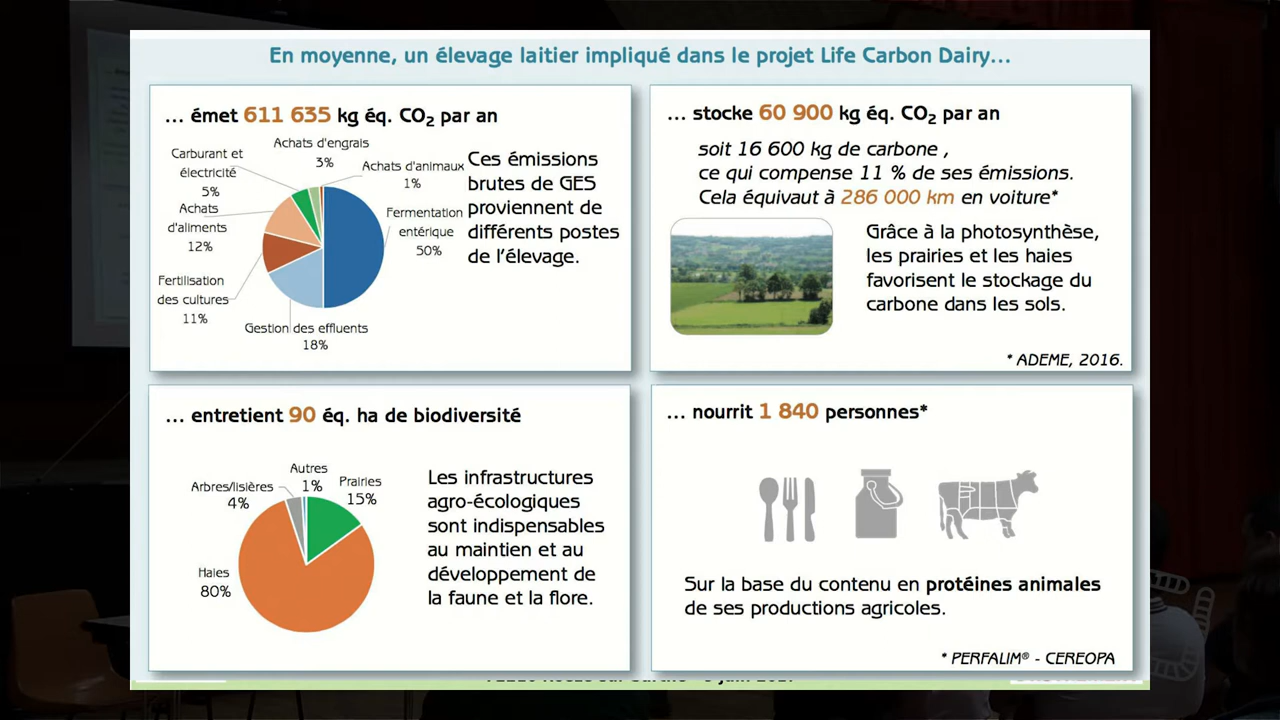 En moyenne, un élevage laitier impliqué dans le projet Life Carbon Dairy...
... émet 611 635 kg éq. CO₂ par an
Achats d'engrais
3%
Carburant et
électricité
5%
Achats d'animaux
1%
Achats
d'aliments
12%
Fermentation
entérique
50%
Fertilisation
des cultures
11%
Gestion des effluents
18%
Ces émissions
brutes de GES
proviennent de
différents postes
de l'élevage.
... stocke 60 900 kg éq. CO₂ par an
soit 16 600 kg de carbone ,
ce qui compense 11 % de ses émissions.
Cela équivaut à 286 000 km en voiture*
Grâce à la photosynthèse,
les prairies et les haies
favorisent le stockage du
carbone dans les sols.
* ADEME, 2016.
... entretient 90 éq. ha de biodiversité
Autres
1%
Prairies
15%
Arbres/lisières
4%
Haies
80%
Les infrastructures
agro-écologiques
sont indispensables
au maintien et au
développement de
la faune et la flore.
... nourrit 1 840 personnes*
Sur la base du contenu en protéines animales
de ses productions agricoles.
* PERFALIM® - CEREOPA